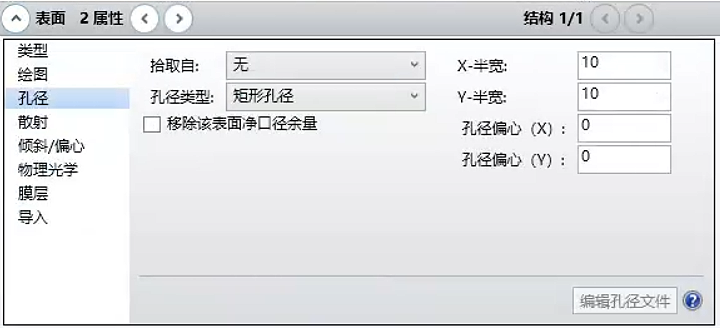 表面 2 属性 结构 1/1
类型
绘图
孔径
散射
倾斜/偏心
物理光学
膜层
导入
拾取自: 无
孔径类型: 矩形孔径
移除该表面净口径余量
X-半宽: 10
Y-半宽: 10
孔径偏心（X）: 0
孔径偏心（Y）: 0
编辑孔径文件 ?